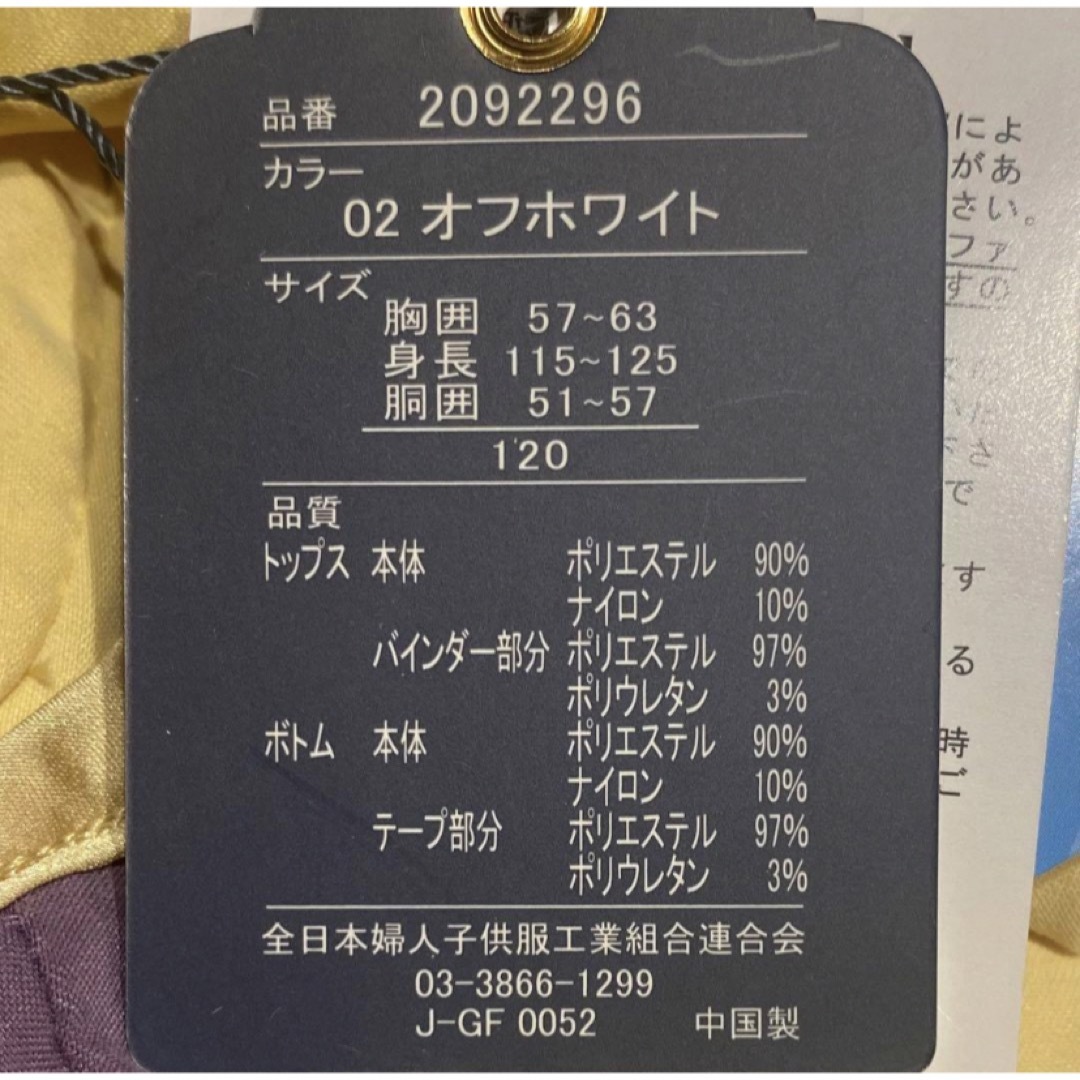 品番 2092296
カラー
02 オフホワイト
サイズ
胸囲 57~63
身長 115~125
胴囲 51~57
120
品質
トップス 本体 ポリエステル 90%
ナイロン 10%
バインダー部分 ポリエステル 97%
ポリウレタン 3%
ボトム 本体 ポリエステル 90%
ナイロン 10%
テープ部分 ポリエステル 97%
ポリウレタン 3%
全日本婦人子供服工業組合連合会
03-3866-1299
J-GF 0052 中国製
によ
があ
さい。
ファ
すの
さ
で
す
る
時
ご